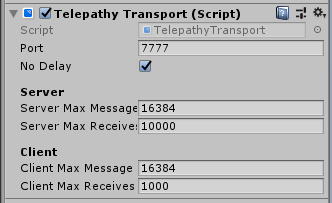 Telepathy Transport (Script)
Script TelepathyTransport
Port 7777
No Delay
Server
Server Max Message 16384
Server Max Receives 10000
Client
Client Max Message 16384
Client Max Receives 1000